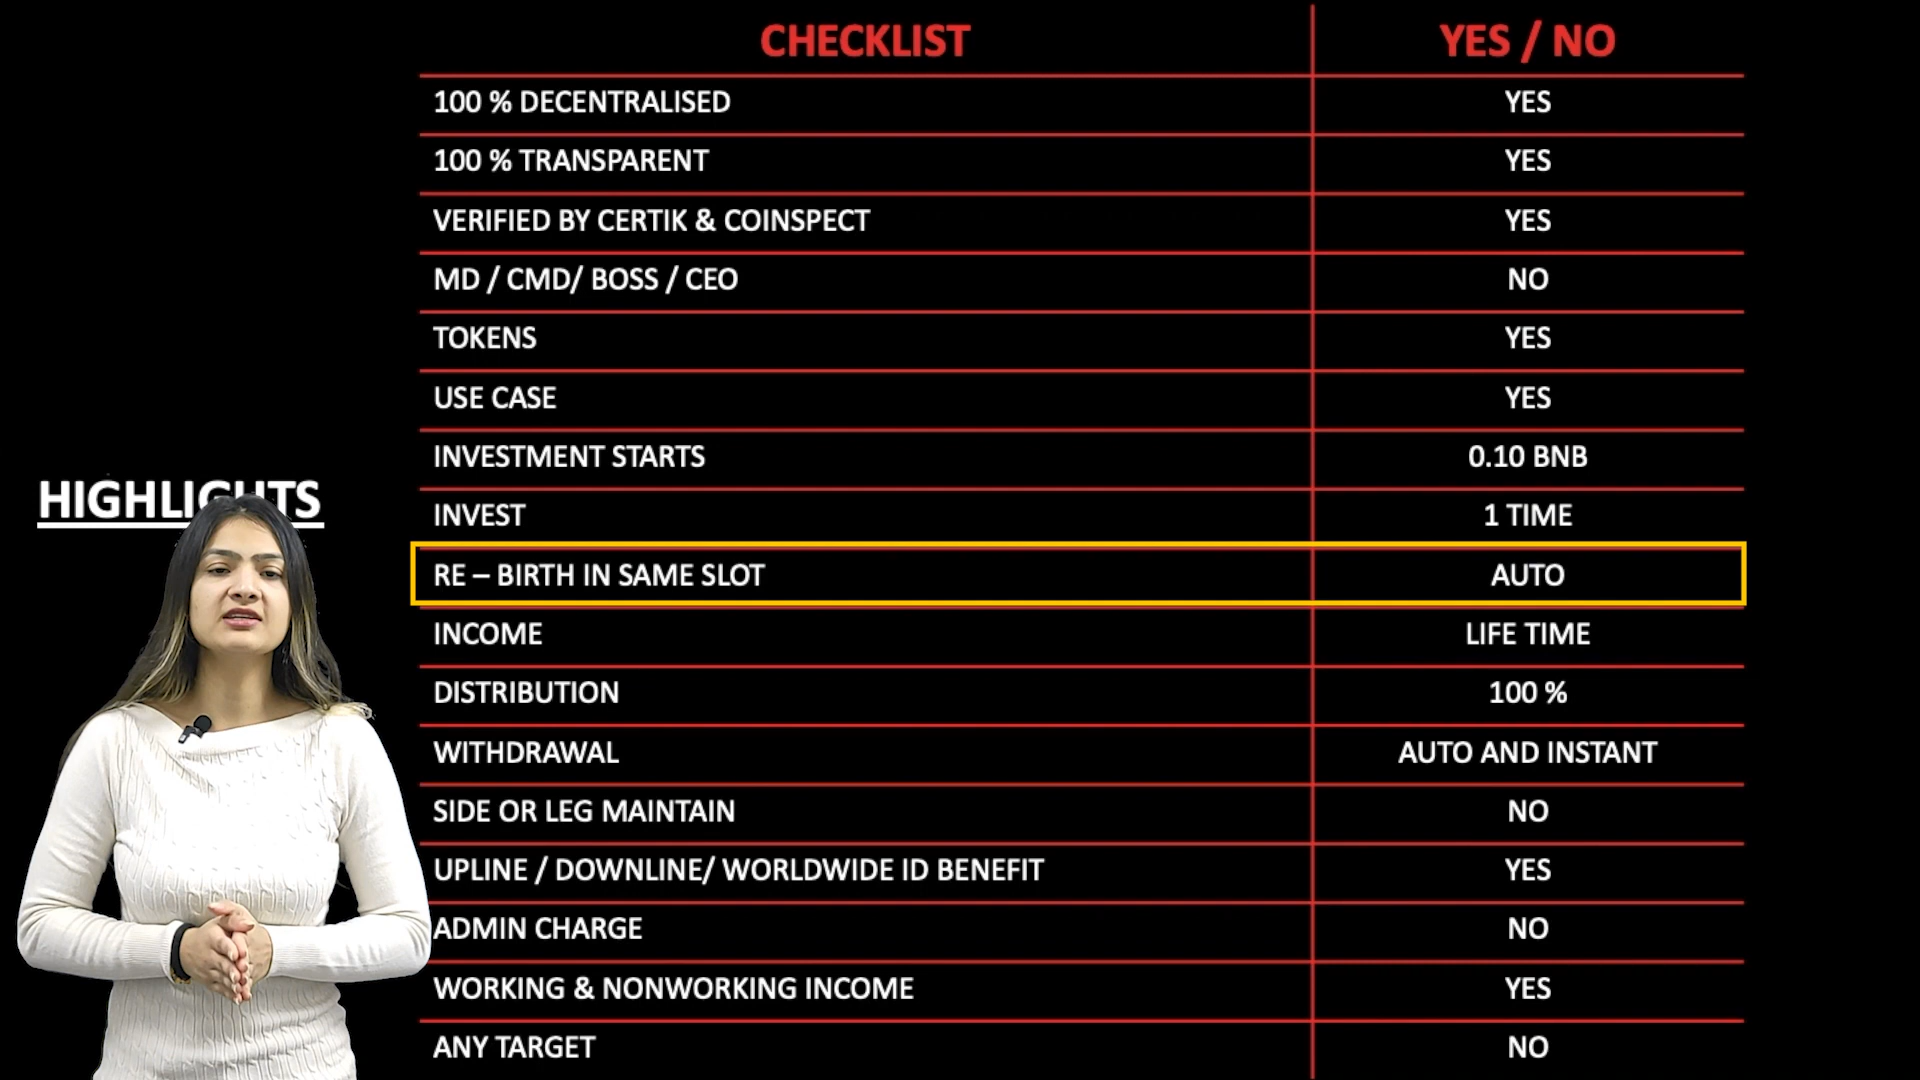 CHECKLIST YES / NO
100 % DECENTRALISED YES
100 % TRANSPARENT YES
VERIFIED BY CERTIK & COINSPECT YES
MD / CMD/ BOSS / CEO NO
TOKENS YES
USE CASE YES
INVESTMENT STARTS 0.10 BNB
HIGHLIGHTS
INVEST 1 TIME
RE – BIRTH IN SAME SLOT AUTO
INCOME LIFE TIME
DISTRIBUTION 100 %
WITHDRAWAL AUTO AND INSTANT
SIDE OR LEG MAINTAIN NO
UPLINE / DOWNLINE/ WORLDWIDE ID BENEFIT YES
ADMIN CHARGE NO
WORKING & NONWORKING INCOME YES
ANY TARGET NO